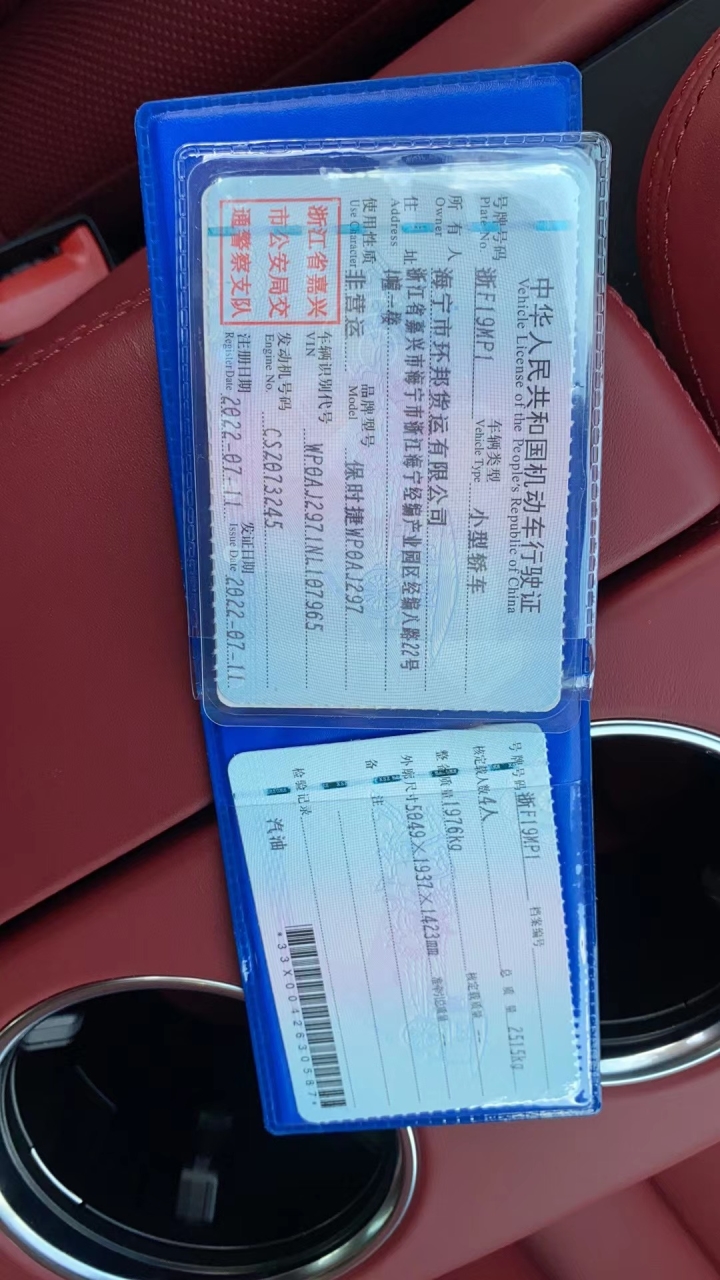 中华人民共和国机动车行驶证
Vehicle License of the People's Republic of China
号牌号码 浙F19MP1 车辆类型 小型轿车
Plate No. Vehicle Type
所有人 海宁市环邦货运有限公司
Owner
住址 浙江省嘉兴市海宁市浙江海宁经编产业园区经编八路22号
Address 一楼
使用性质 非营运 品牌型号 保时捷WP0AJ297
Use Character Model
浙江省嘉兴
市公安局交
通警察支队
车辆识别代号 WP0AJ2971NL107965
VIN
发动机号码 CSZ073245
Engine No.
注册日期 2022-07-11 发证日期 2022-07-11
Register Date Issue Date
号牌号码 浙F19MP1 档案编号
核定载人数 4人 总质量 2515kg
整备质量 1976kg 核定载质量 --
外廓尺寸 5049×1937×1423mm 准牵引总质量 --
备注
检验记录
汽油
*33X0042630587*